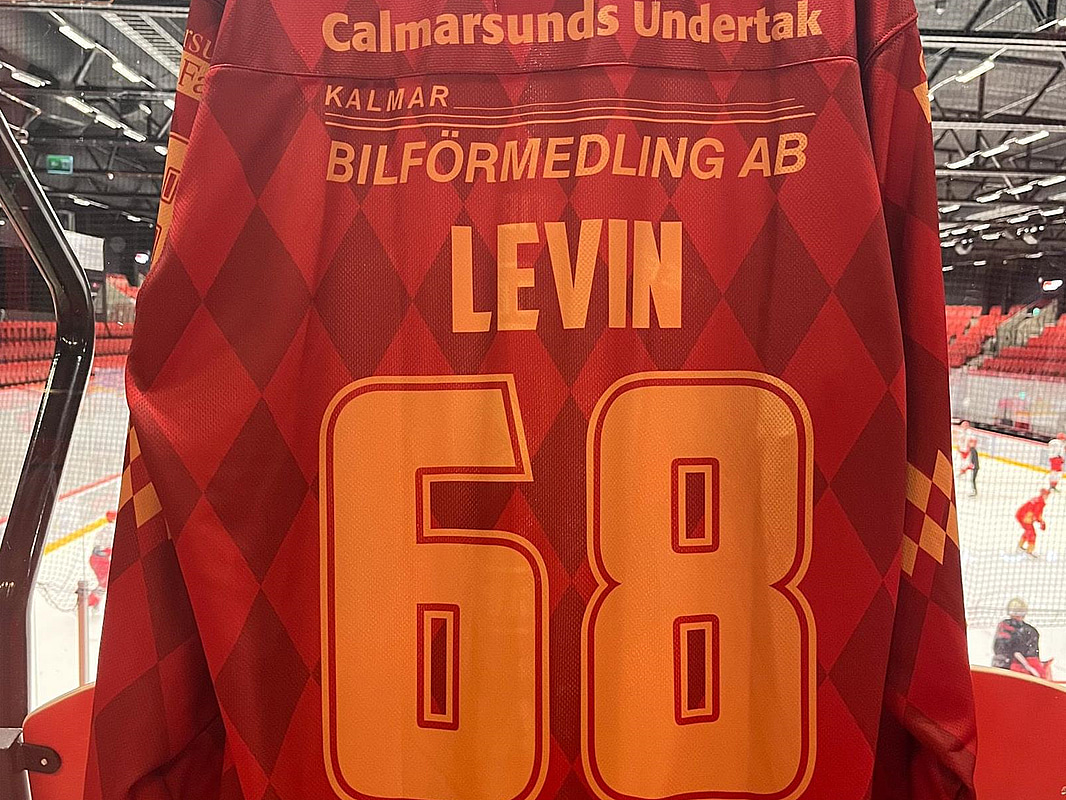 Calmarsunds Undertak
KALMAR
BILFÖRMEDLING AB
LEVIN
68